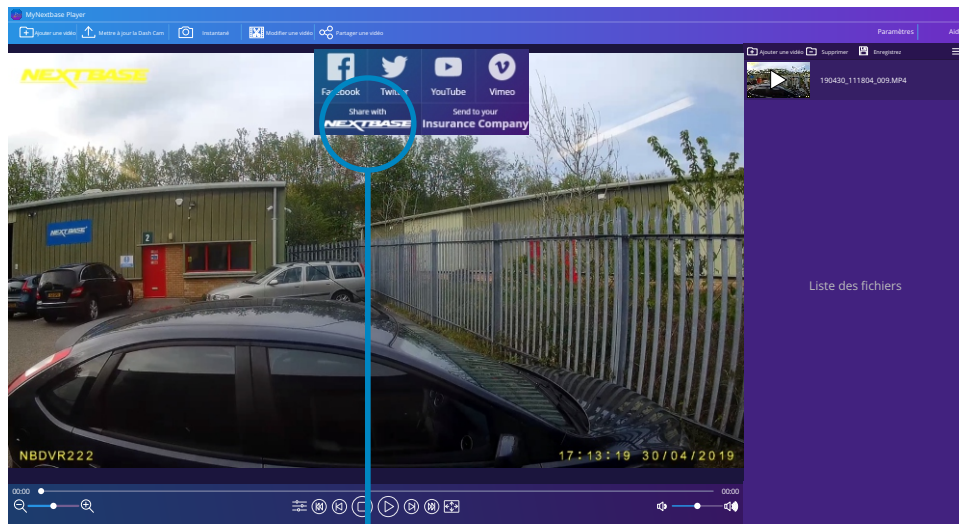 MyNextbase Player
Ajouter une vidéo
Mettre à jour la Dash Cam
Instantané
Modifier une vidéo
Partager une vidéo
Paramètres
Aid
Ajouter une vidéo
Supprimer
Enregistrez
NEXTBASE
Facebook
Twitter
YouTube
Vimeo
Share with
NEXTBASE
Send to your
Insurance Company
190430_111804_009.MP4
NEXTBASE
2
Liste des fichiers
NBDVR222
17:13:19 30/04/2019
00:00
00:00